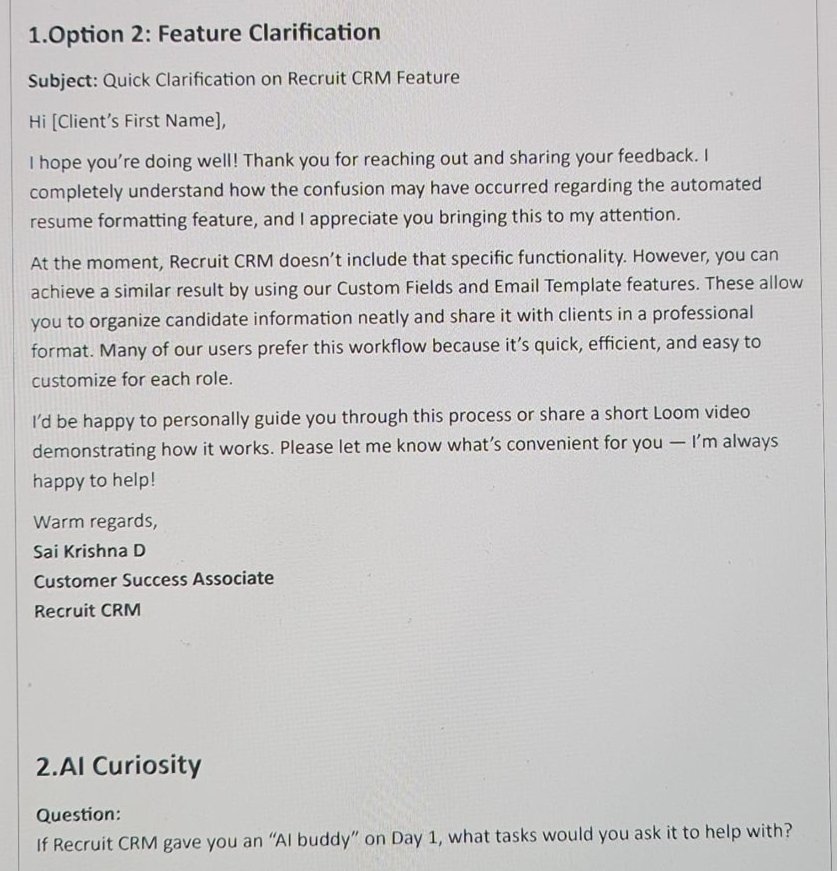 1.Option 2: Feature Clarification
Subject: Quick Clarification on Recruit CRM Feature
Hi [Client’s First Name],
I hope you’re doing well! Thank you for reaching out and sharing your feedback. I
completely understand how the confusion may have occurred regarding the automated
resume formatting feature, and I appreciate you bringing this to my attention.
At the moment, Recruit CRM doesn’t include that specific functionality. However, you can
achieve a similar result by using our Custom Fields and Email Template features. These allow
you to organize candidate information neatly and share it with clients in a professional
format. Many of our users prefer this workflow because it’s quick, efficient, and easy to
customize for each role.
I’d be happy to personally guide you through this process or share a short Loom video
demonstrating how it works. Please let me know what’s convenient for you — I’m always
happy to help!
Warm regards,
Sai Krishna D
Customer Success Associate
Recruit CRM
2.AI Curiosity
Question:
If Recruit CRM gave you an “AI buddy” on Day 1, what tasks would you ask it to help with?